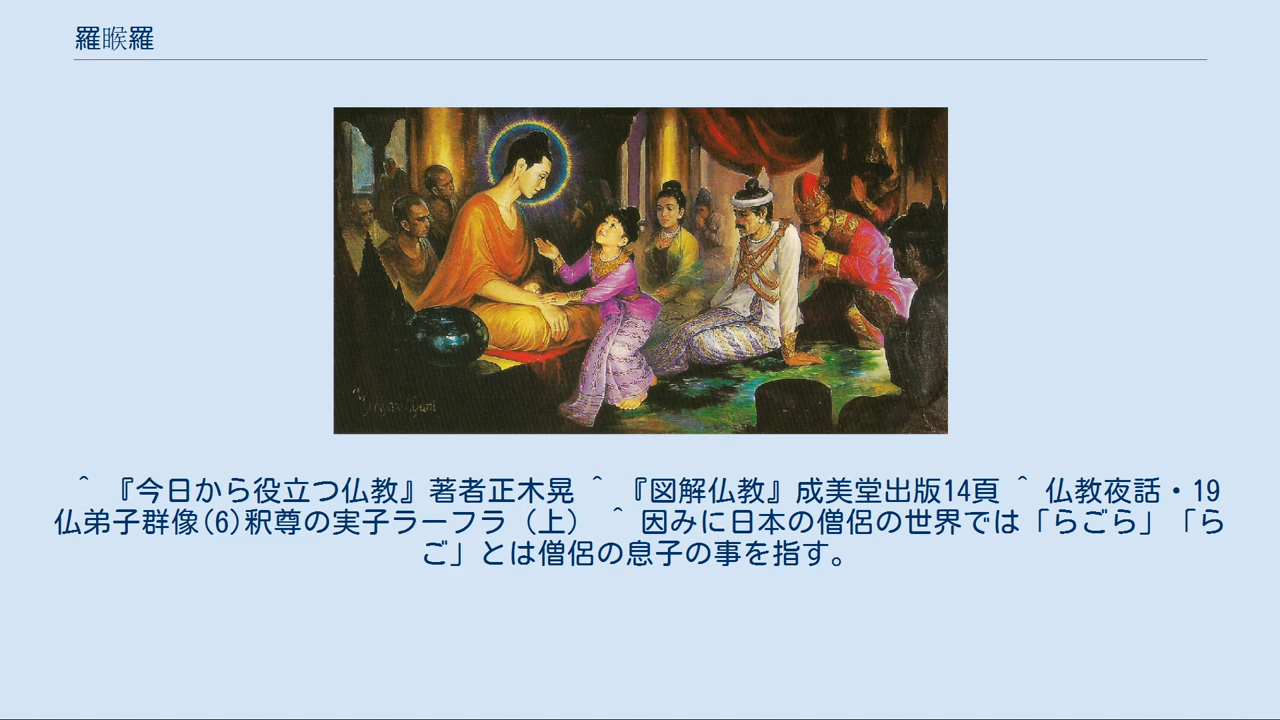 羅睺羅
^ 『今日から役立つ仏教』著者正木晃 ^ 『図解仏教』成美堂出版14頁 ^ 仏教夜話・19
仏弟子群像(6)釈尊の実子ラーフラ（上） ^ 因みに日本の僧侶の世界では「らごら」「ら
ご」とは僧侶の息子の事を指す。